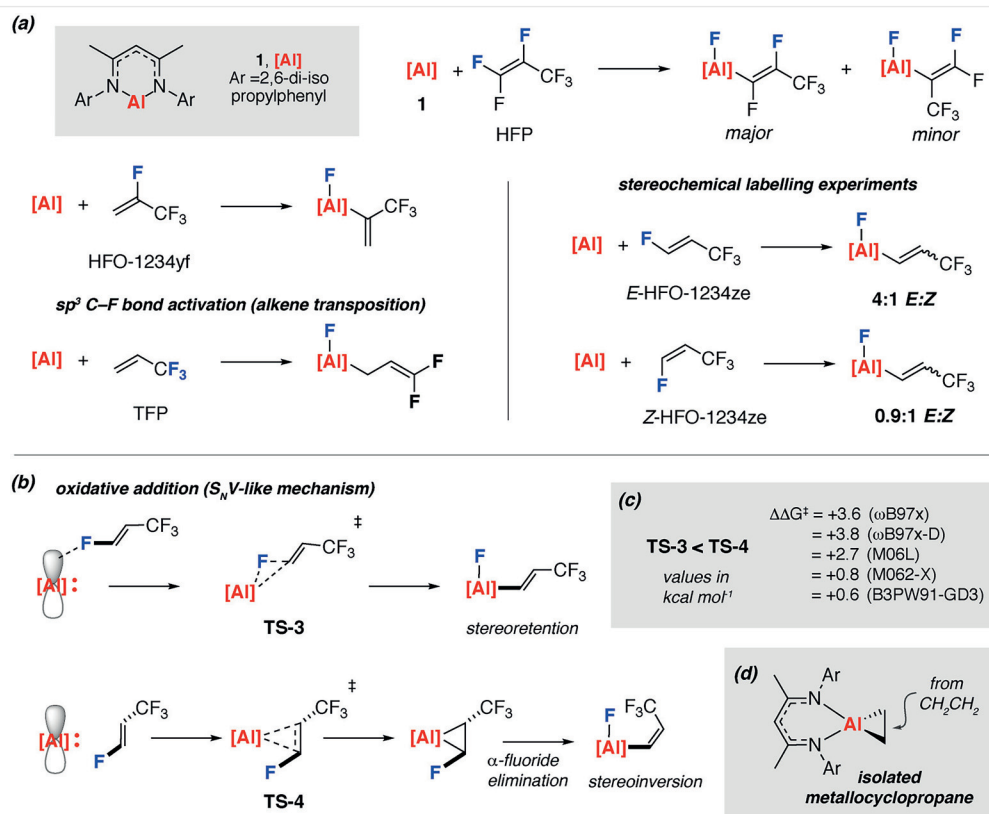 (a)
1, [Al]
Ar =2,6-di-iso
propylphenyl
N N
Ar Al Ar
[Al] + F CF3
1 F
HFP
F
[Al] F CF3
F
major
+
F
[Al] F
F
CF3
minor
[Al] + F
CF3
HFO-1234yf
F
[Al] CF3
sp3 C–F bond activation (alkene transposition)
[Al] + CF3
TFP
F
[Al] F
F
stereochemical labelling experiments
[Al] + F CF3
E-HFO-1234ze
F
[Al] CF3
4:1 E:Z
[Al] + CF3
F
Z-HFO-1234ze
F
[Al] CF3
0.9:1 E:Z
(b) oxidative addition (SNV-like mechanism)
F CF3
[Al]:
‡
F CF3
[Al]
TS-3
F
[Al] CF3
stereoretention
[Al]: CF3
F
‡
CF3
[Al]
F
TS-4
CF3
[Al]
F
α-fluoride
elimination
F3C
F
[Al]
stereoinversion
(c)
TS-3 < TS-4
values in
kcal mol-1
ΔΔG‡ = +3.6 (ωB97x)
= +3.8 (ωB97x-D)
= +2.7 (M06L)
= +0.8 (M062-X)
= +0.6 (B3PW91-GD3)
(d)
Ar
N
Al
N
Ar
from
CH2CH2
isolated
metallocyclopropane